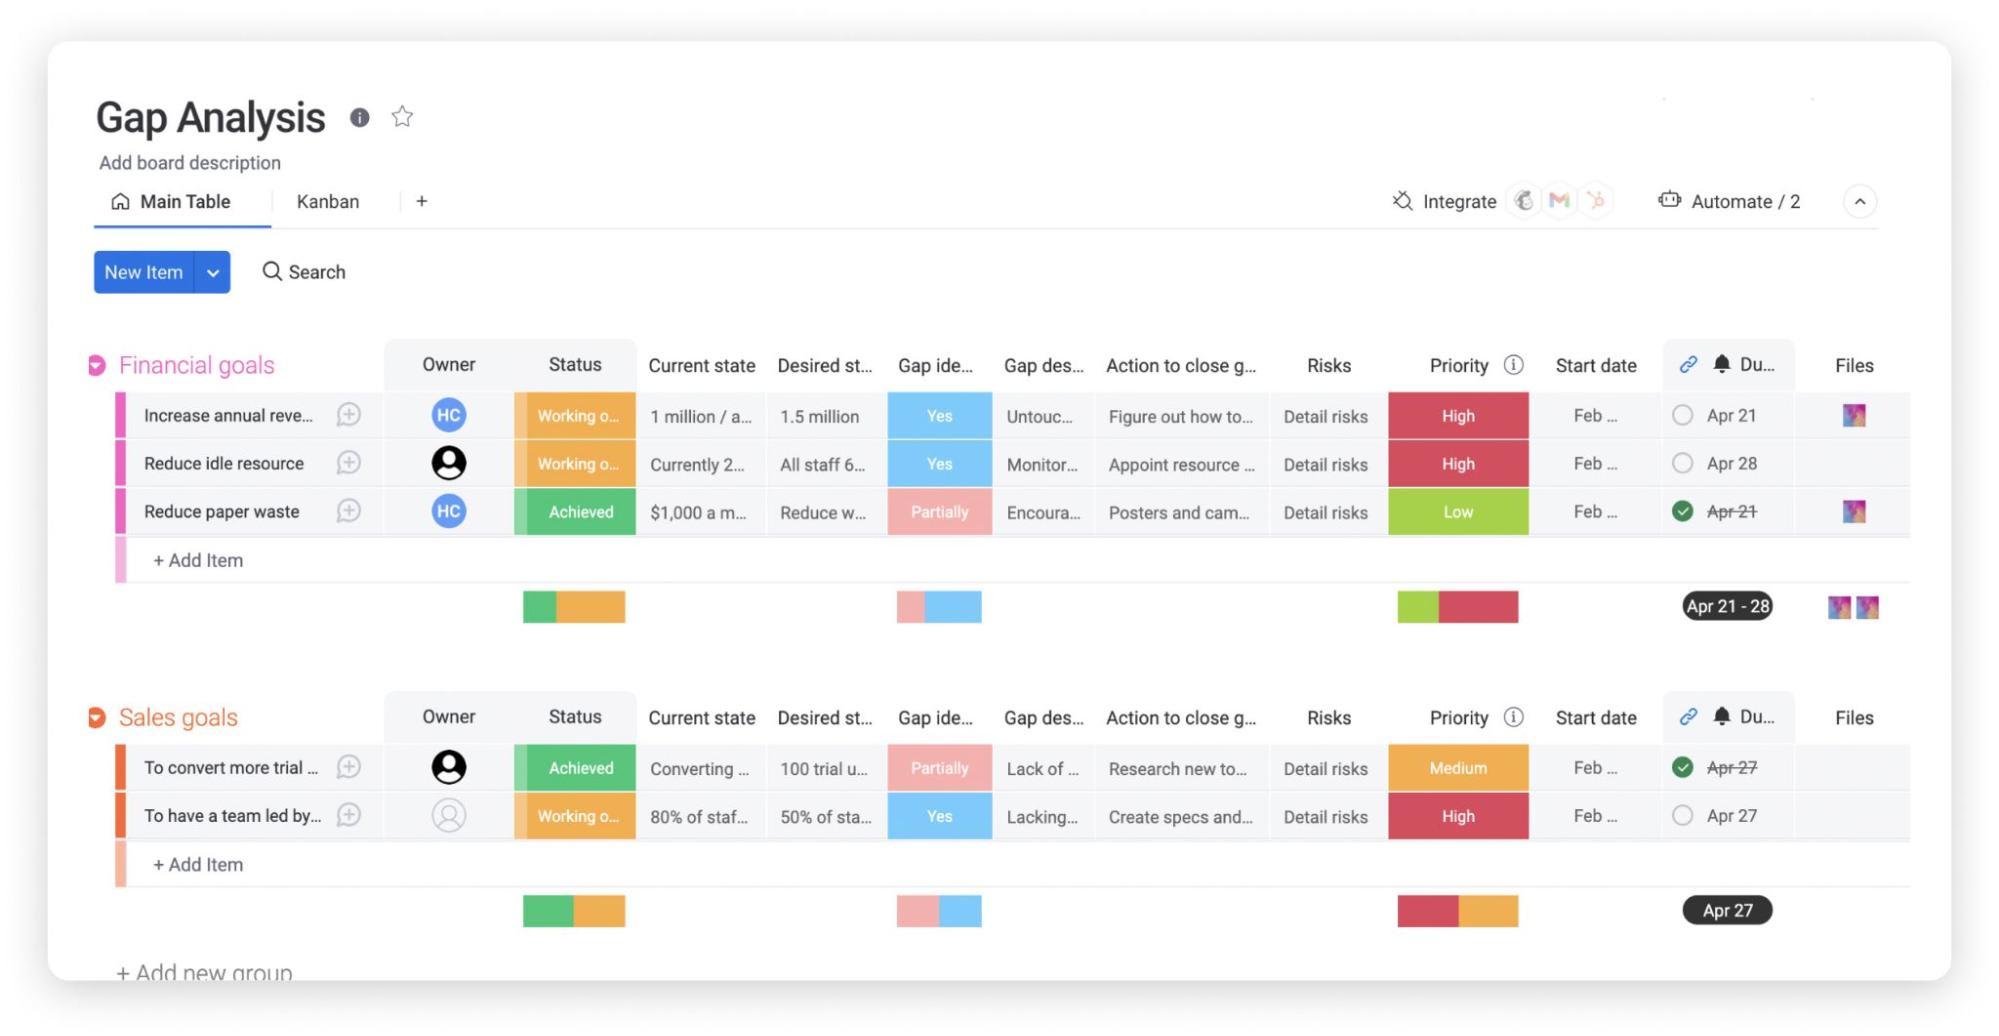 Gap Analysis
Add board description
Main Table Kanban + Integrate Automate / 2
New Item Search
Financial goals Owner Status Current state Desired st... Gap ide... Gap des... Action to close g... Risks Priority Start date Du... Files
Increase annual reve... HC Working o... 1 million / a... 1.5 million Yes Untouc... Figure out how to... Detail risks High Feb ... Apr 21
Reduce idle resource Working o... Currently 2... All staff 6... Yes Monitor... Appoint resource ... Detail risks High Feb ... Apr 28
Reduce paper waste HC Achieved $1,000 a m... Reduce w... Partially Encoura... Posters and cam... Detail risks Low Feb ... Apr 21
+ Add Item
Apr 21 - 28
Sales goals Owner Status Current state Desired st... Gap ide... Gap des... Action to close g... Risks Priority Start date Du... Files
To convert more trial ... Achieved Converting ... 100 trial u... Partially Lack of ... Research new to... Detail risks Medium Feb ... Apr 27
To have a team led by... Working o... 80% of staf... 50% of sta... Yes Lacking... Create specs and... Detail risks High Feb ... Apr 27
+ Add Item
Apr 27
+ Add new group